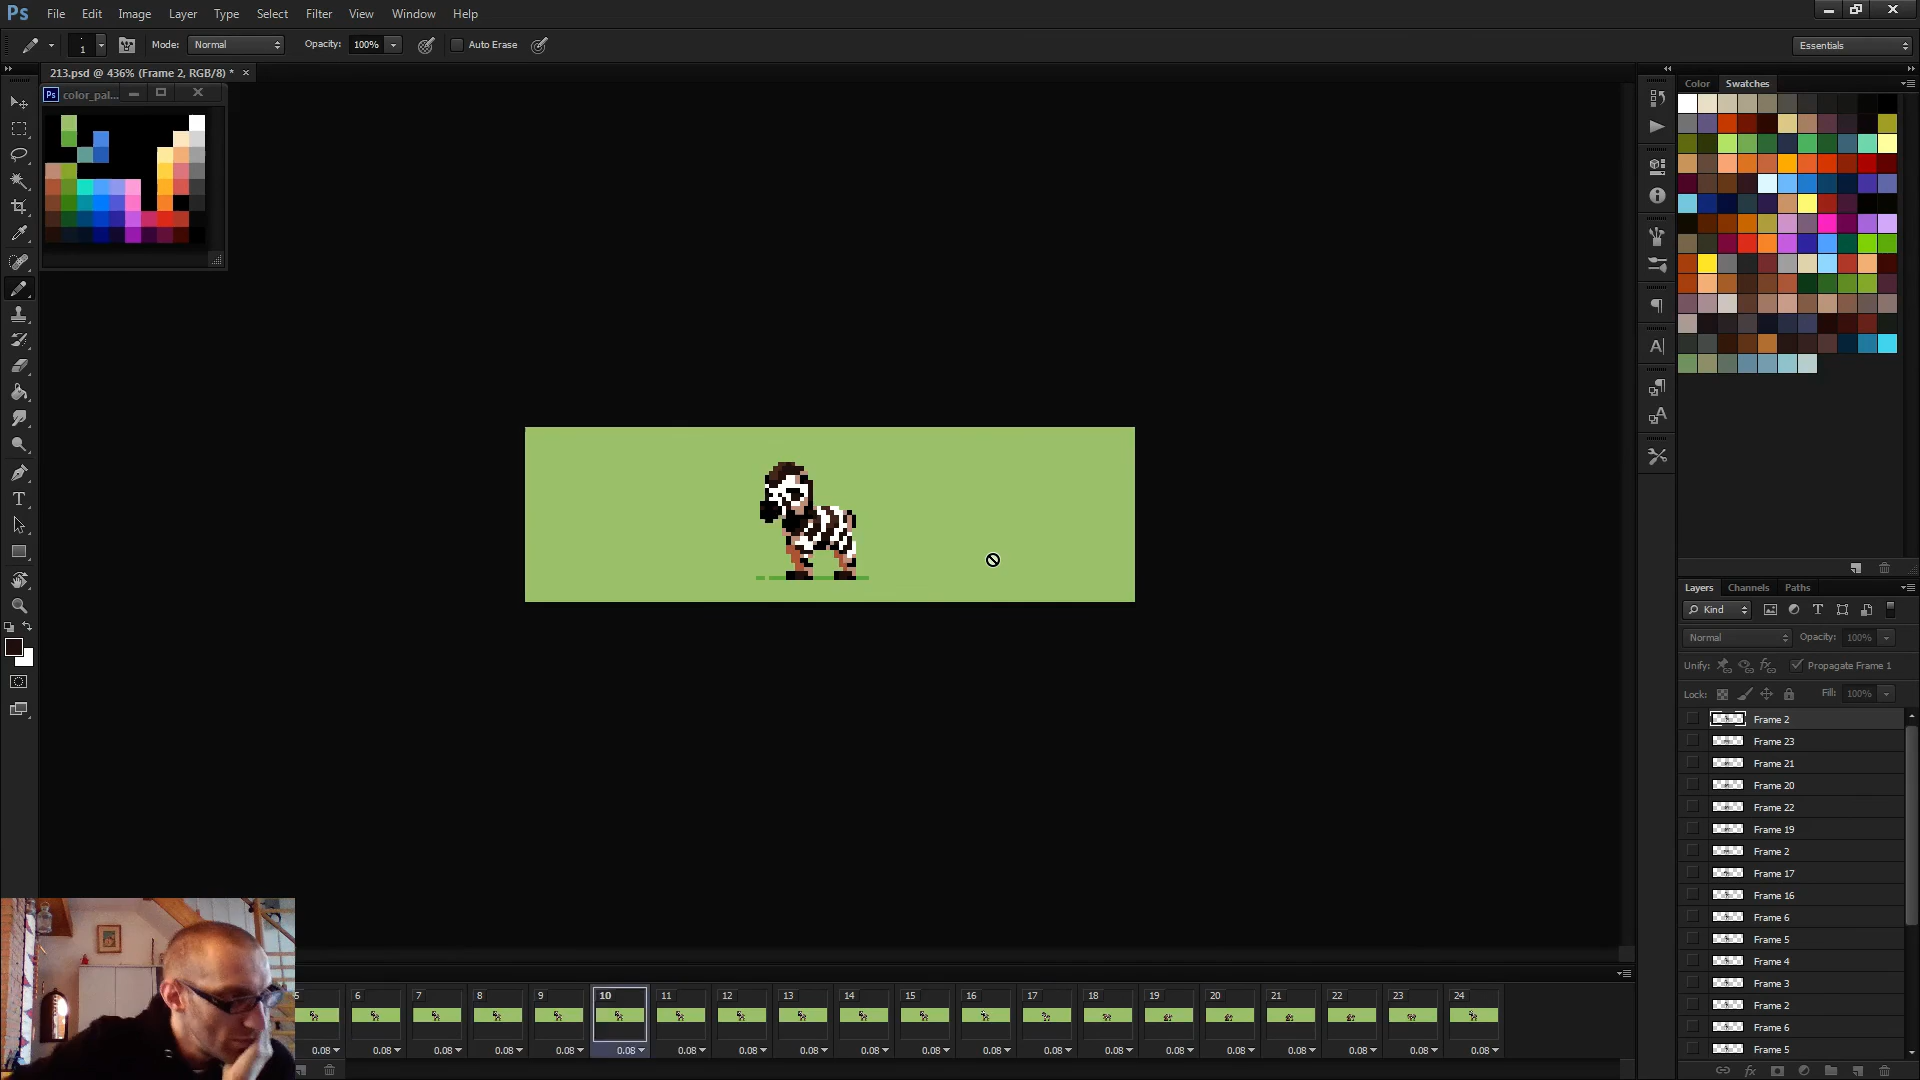 Ps File Edit Image Layer Type Select Filter Analysis View Window Help
1 Mode: Normal Opacity: 100% Auto Erase Essentials
213.psd @ 436% (Frame 2, RGB/8) * ×
Ps color_pal...
Color Swatches
Layers Channels Paths
Kind
Normal Opacity: 100%
Unify: Propagate Frame 1
Lock: Fill: 100%
Frame 2
Frame 23
Frame 21
Frame 20
Frame 22
Frame 19
Frame 2
Frame 17
Frame 16
Frame 6
Frame 5
Frame 4
Frame 3
Frame 2
Frame 6
Frame 5
5 6 7 8 9 10 11 12 13 14 15 16 17 18 19 20 21 22 23 24
0.08 0.08 0.08 0.08 0.08 0.08 0.08 0.08 0.08 0.08 0.08 0.08 0.08 0.08 0.08 0.08 0.08 0.08 0.08 0.08